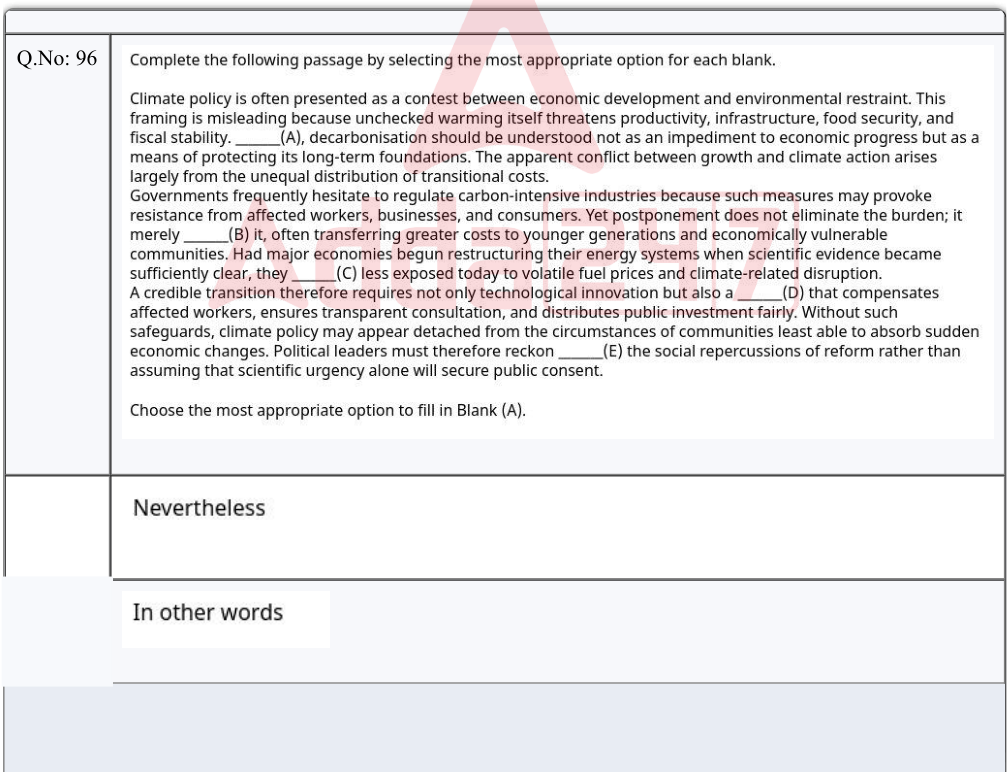 Q.No: 96
Complete the following passage by selecting the most appropriate option for each blank.
Climate policy is often presented as a contest between economic development and environmental restraint. This
framing is misleading because unchecked warming itself threatens productivity, infrastructure, food security, and
fiscal stability. ______(A), decarbonisation should be understood not as an impediment to economic progress but as a
means of protecting its long-term foundations. The apparent conflict between growth and climate action arises
largely from the unequal distribution of transitional costs.
Governments frequently hesitate to regulate carbon-intensive industries because such measures may provoke
resistance from affected workers, businesses, and consumers. Yet postponement does not eliminate the burden; it
merely ______(B) it, often transferring greater costs to younger generations and economically vulnerable
communities. Had major economies begun restructuring their energy systems when scientific evidence became
sufficiently clear, they ______(C) less exposed today to volatile fuel prices and climate-related disruption.
A credible transition therefore requires not only technological innovation but also a ______(D) that compensates
affected workers, ensures transparent consultation, and distributes public investment fairly. Without such
safeguards, climate policy may appear detached from the circumstances of communities least able to absorb sudden
economic changes. Political leaders must therefore reckon ______(E) the social repercussions of reform rather than
assuming that scientific urgency alone will secure public consent.
Choose the most appropriate option to fill in Blank (A).
Nevertheless
In other words
Adda247